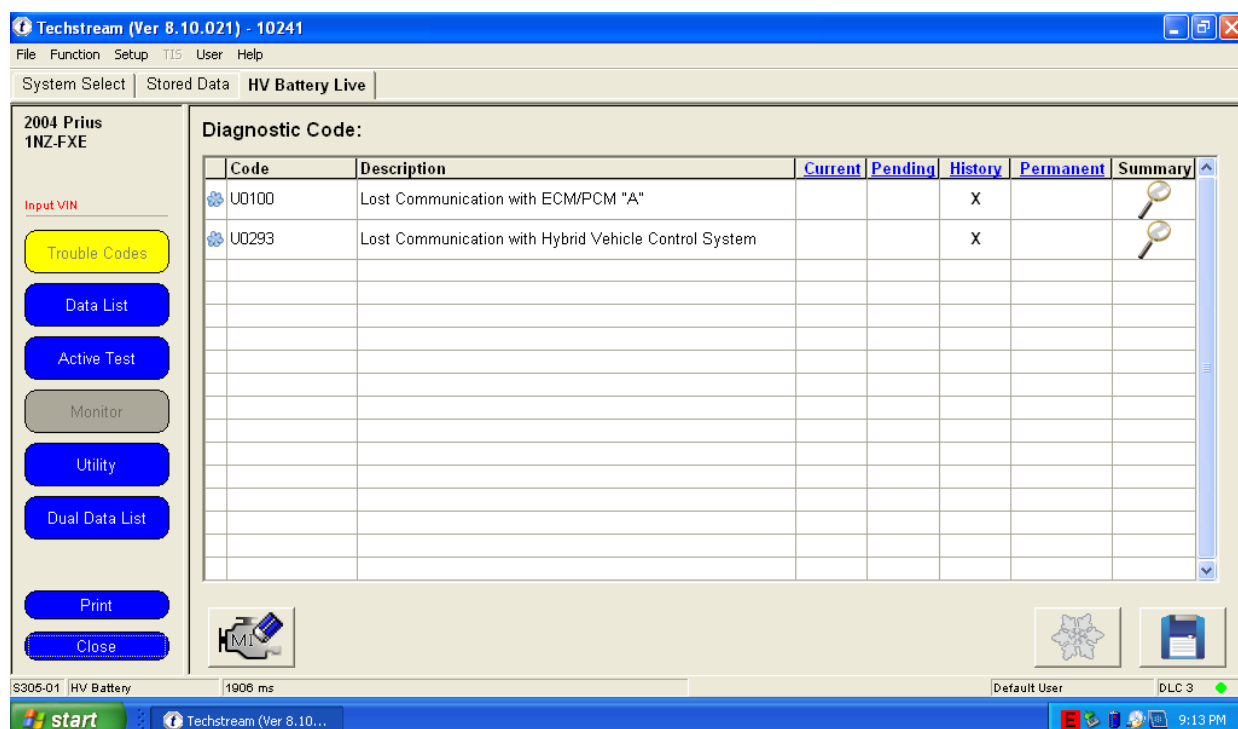 Techstream (Ver 8.10.021) - 10241
File Function Setup TIS User Help
System Select Stored Data HV Battery Live
2004 Prius
1NZ-FXE
Input VIN
Trouble Codes
Data List
Active Test
Monitor
Utility
Dual Data List
Print
Close
Diagnostic Code:
Code Description Current Pending History Permanent Summary
U0100 Lost Communication with ECM/PCM "A" X
U0293 Lost Communication with Hybrid Vehicle Control System X
MI
S305-01 HV Battery 1906 ms Default User DLC 3
start Techstream (Ver 8.10... E 9:13 PM